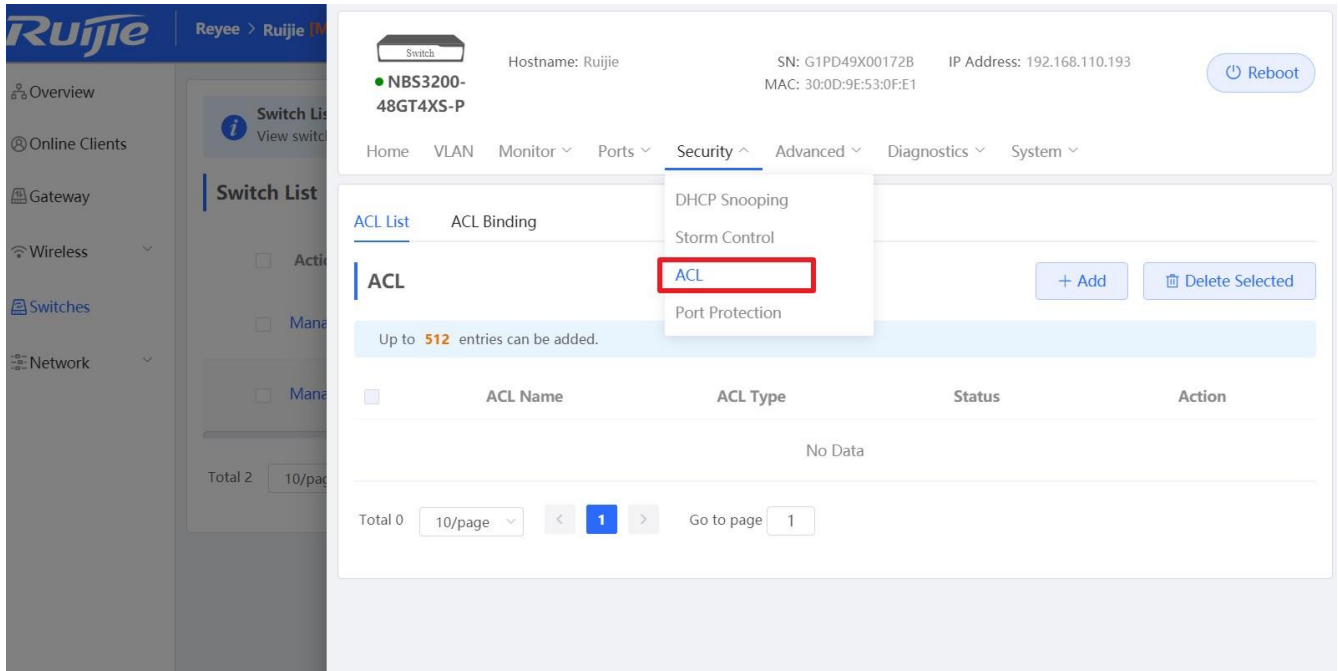 Ruijie
Reyee > Ruijie [M
Overview
Online Clients
Gateway
Wireless
Switches
Network
Switch Lis
View switc
Switch List
Actio
Mana
Mana
Total 2 10/pag
Switch
NBS3200-
48GT4XS-P
Hostname: Ruijie SN: G1PD49X00172B IP Address: 192.168.110.193
MAC: 30:0D:9E:53:0F:E1
Reboot
Home VLAN Monitor Ports Security Advanced Diagnostics System
DHCP Snooping
Storm Control
ACL
Port Protection
ACL List ACL Binding
ACL
+ Add Delete Selected
Up to 512 entries can be added.
ACL Name ACL Type Status Action
No Data
Total 0 10/page < 1 > Go to page 1